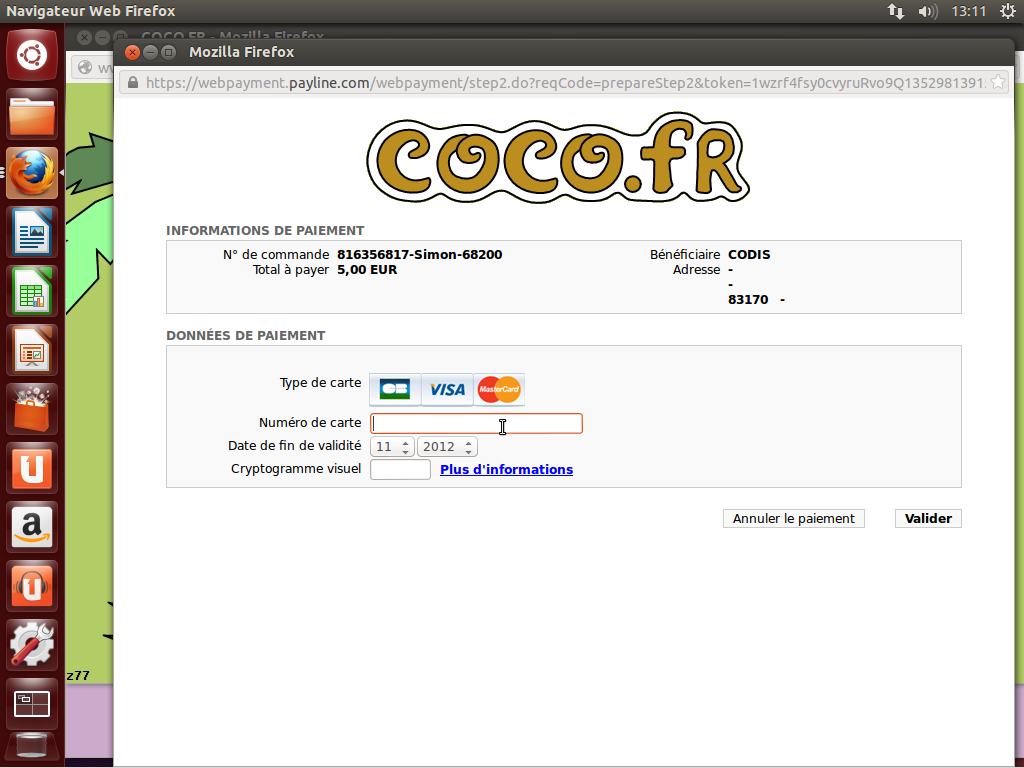 Navigateur Web Firefox
13:11
COCO.FR - Mozilla Firefox
Mozilla Firefox
https://webpayment.payline.com/webpayment/step2.do?reqCode=prepareStep2&token=1wzrf4fsy0cvyruRvo9Q1352981391
COCO.fR
INFORMATIONS DE PAIEMENT
N° de commande 816356817-Simon-68200
Total à payer 5,00 EUR
Bénéficiaire CODIS
Adresse -
-
83170 -
DONNÉES DE PAIEMENT
Type de carte CB VISA MasterCard
Numéro de carte
Date de fin de validité 11 2012
Cryptogramme visuel Plus d'informations
Annuler le paiement Valider
z77